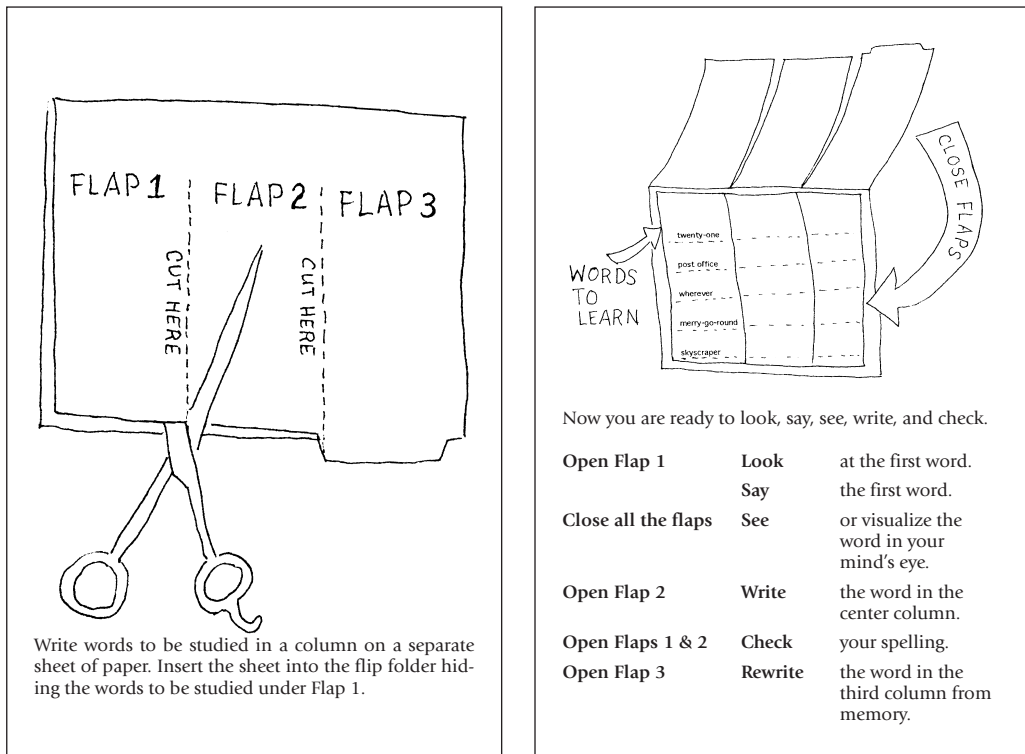 FLAP 1
FLAP 2
FLAP 3
CUT HERE
CUT HERE
Write words to be studied in a column on a separate
sheet of paper. Insert the sheet into the flip folder hid-
ing the words to be studied under Flap 1.
CLOSE FLAPS
WORDS
TO
LEARN
twenty-one
post office
wherever
merry-go-round
skyscraper
Now you are ready to look, say, see, write, and check.
Open Flap 1 Look at the first word.
Say the first word.
Close all the flaps See or visualize the
word in your
mind's eye.
Open Flap 2 Write the word in the
center column.
Open Flaps 1 & 2 Check your spelling.
Open Flap 3 Rewrite the word in the
third column from
memory.